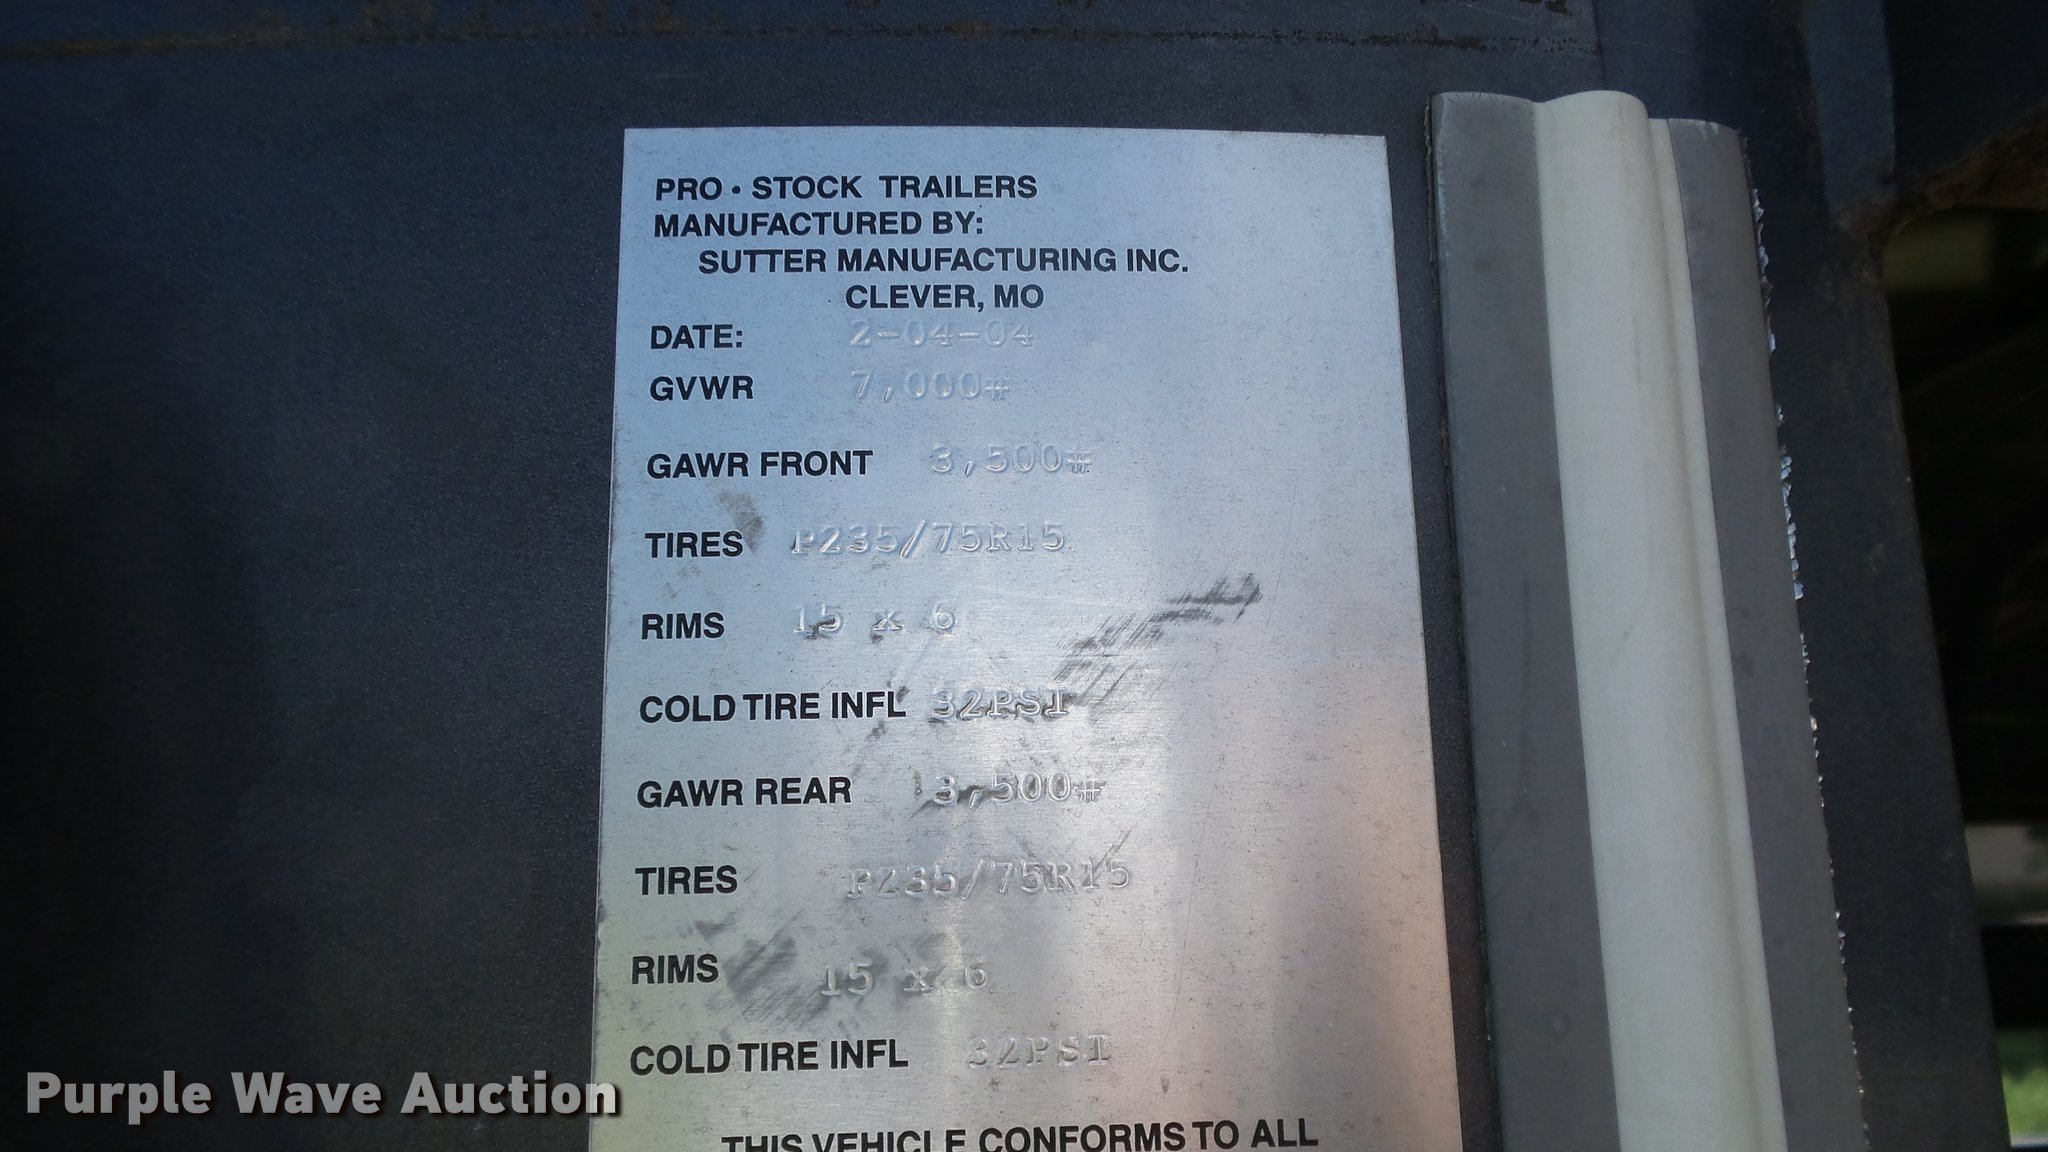 PRO • STOCK TRAILERS
MANUFACTURED BY:
SUTTER MANUFACTURING INC.
CLEVER, MO
DATE: 2-04-04
GVWR 7,000#
GAWR FRONT 3,500#
TIRES P235/75R15
RIMS 15 x 6
COLD TIRE INFL 32PSI
GAWR REAR 3,500#
TIRES P235/75R15
RIMS 15 x 6
COLD TIRE INFL 32PSI
THIS VEHICLE CONFORMS TO ALL
Purple Wave Auction